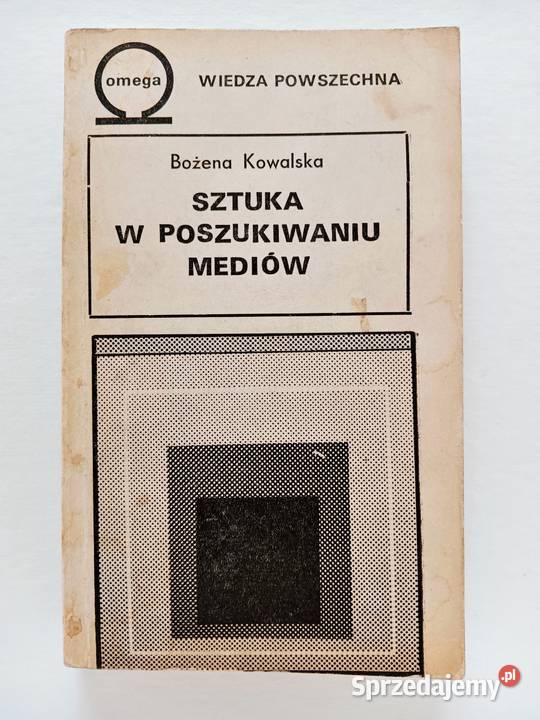 omega
WIEDZA POWSZECHNA
Bożena Kowalska
SZTUKA
W POSZUKIWANIU
MEDIÓW
Sprzedajemy.pl